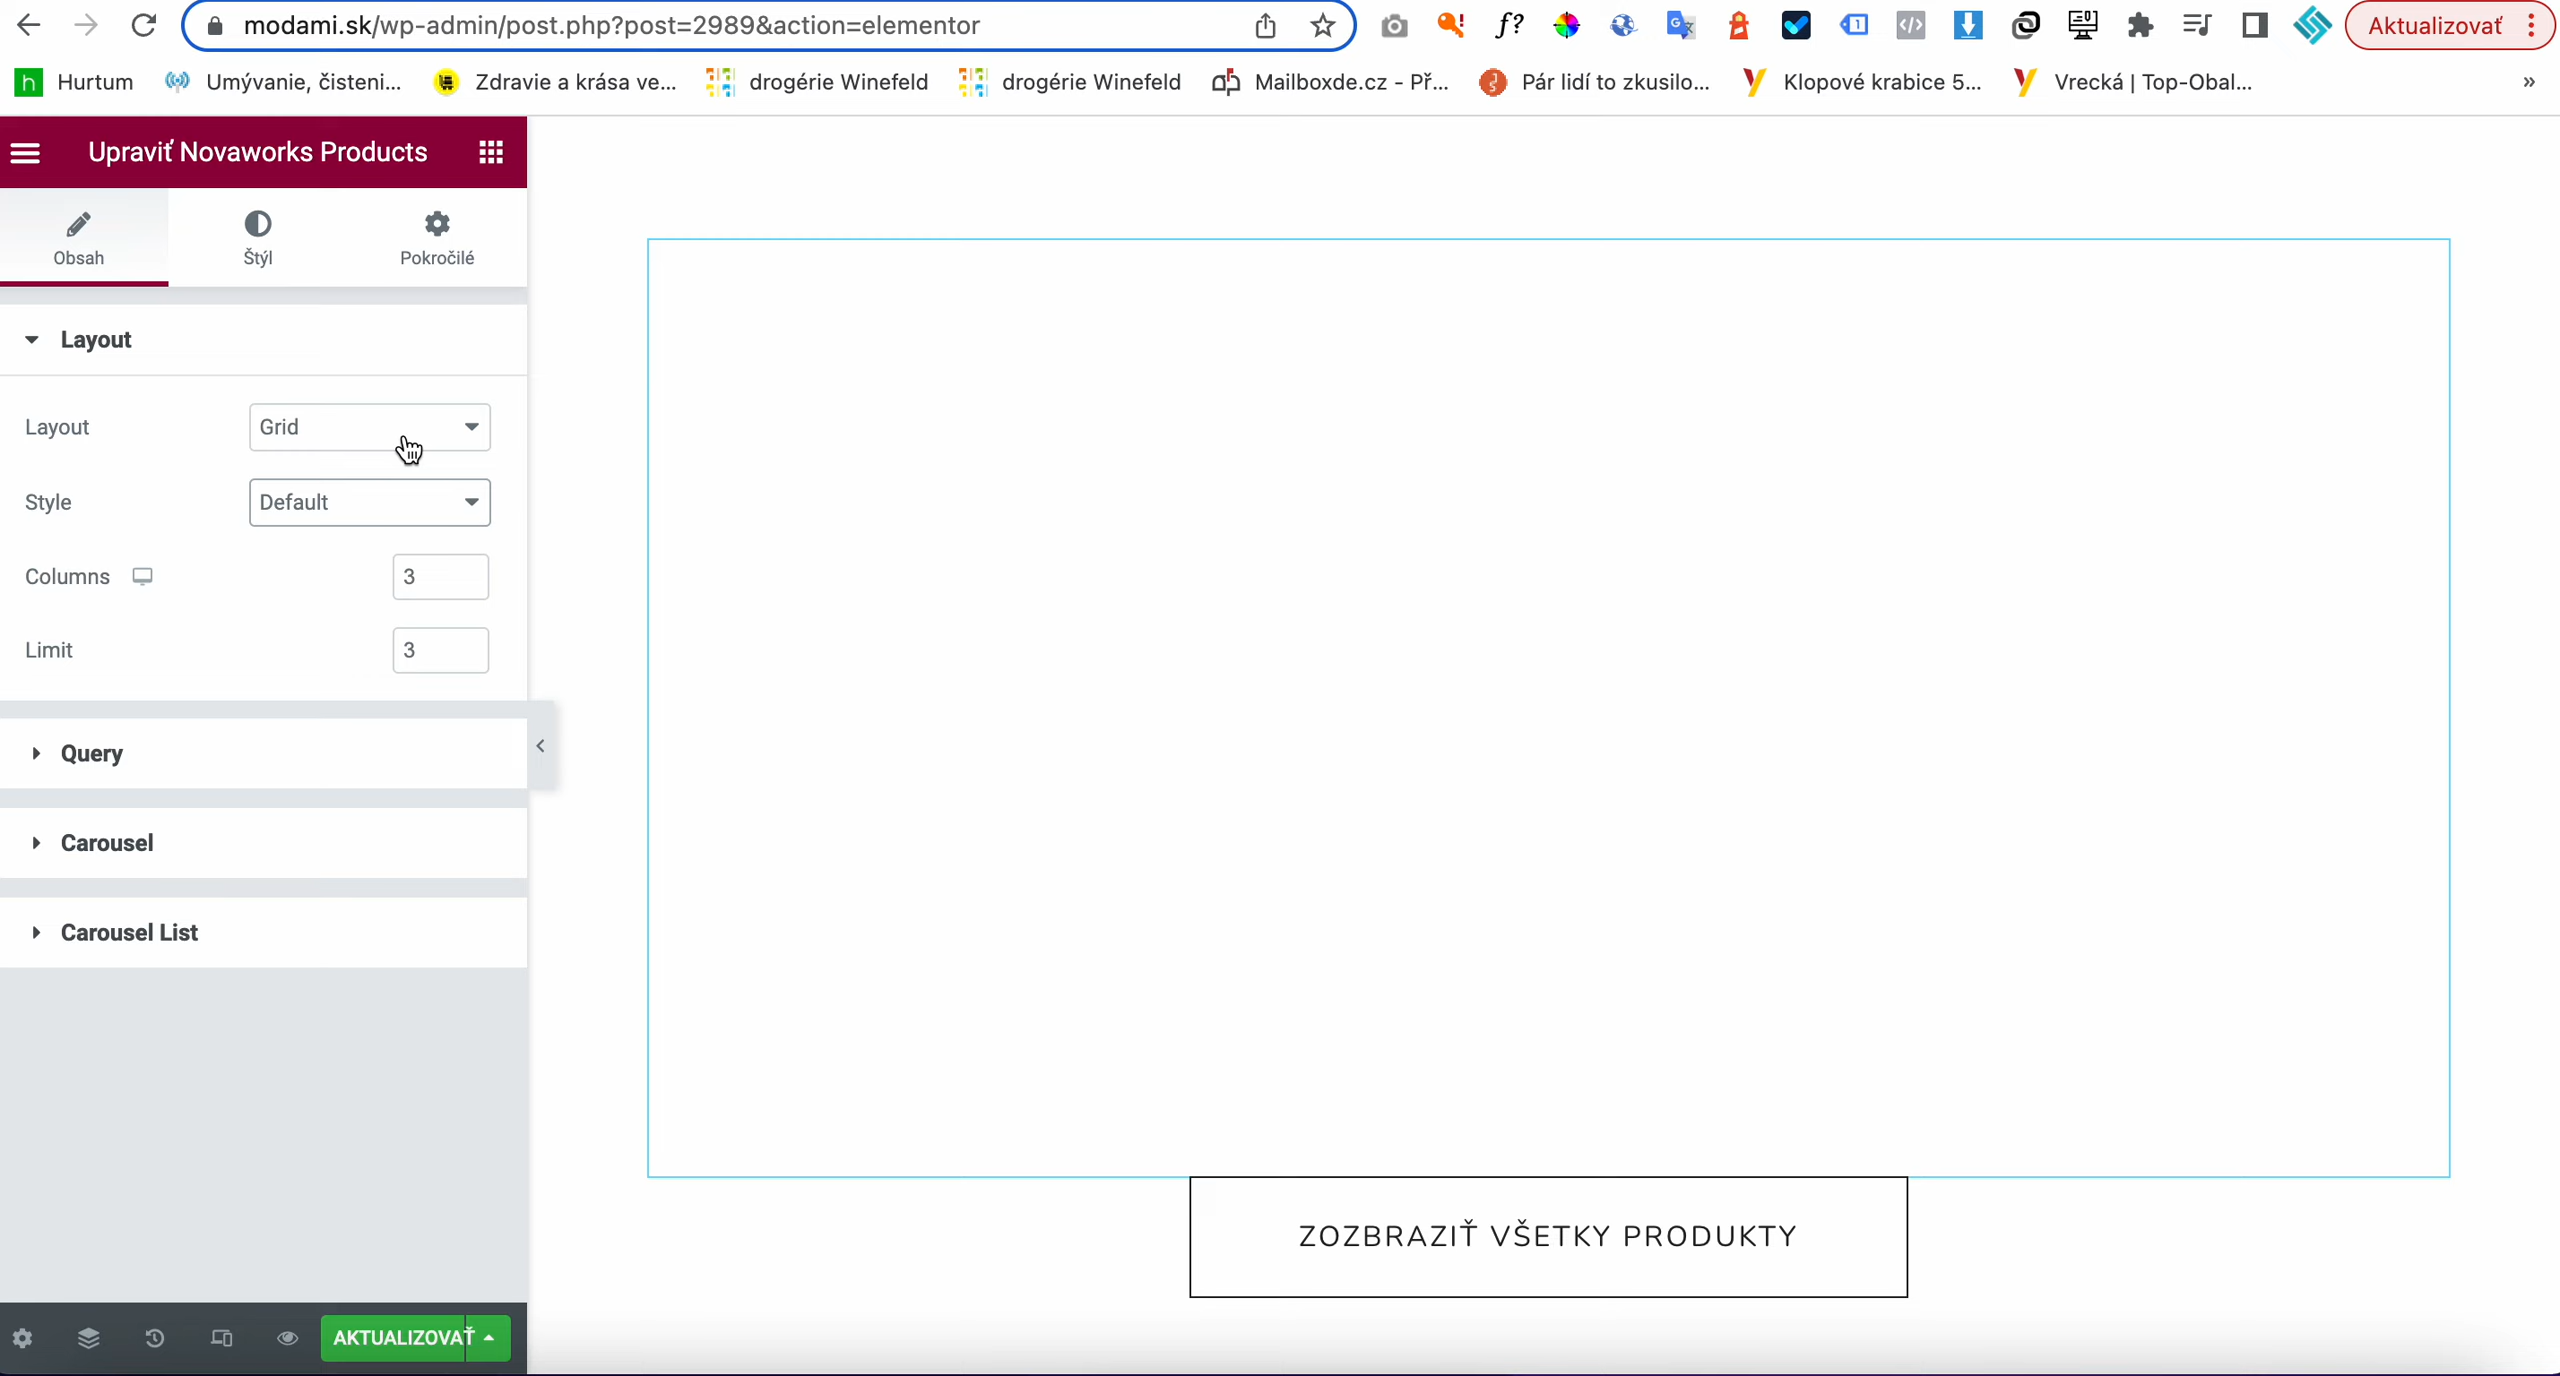 modami.sk/wp-admin/post.php?post=2989&action=elementor
Aktualizovať
Hurtum Umývanie, čisteni... Zdravie a krása ve... drogérie Winefeld drogérie Winefeld Mailboxde.cz - Př... Pár lidí to zkusilo... Klopové krabice 5... Vrecká | Top-Obal... »
Upraviť Novaworks Products
Obsah Štýl Pokročilé
Layout
Layout Grid
Style Default
Columns 3
Limit 3
Query
Carousel
Carousel List
ZOZBRAZIŤ VŠETKY PRODUKTY
AKTUALIZOVAŤ